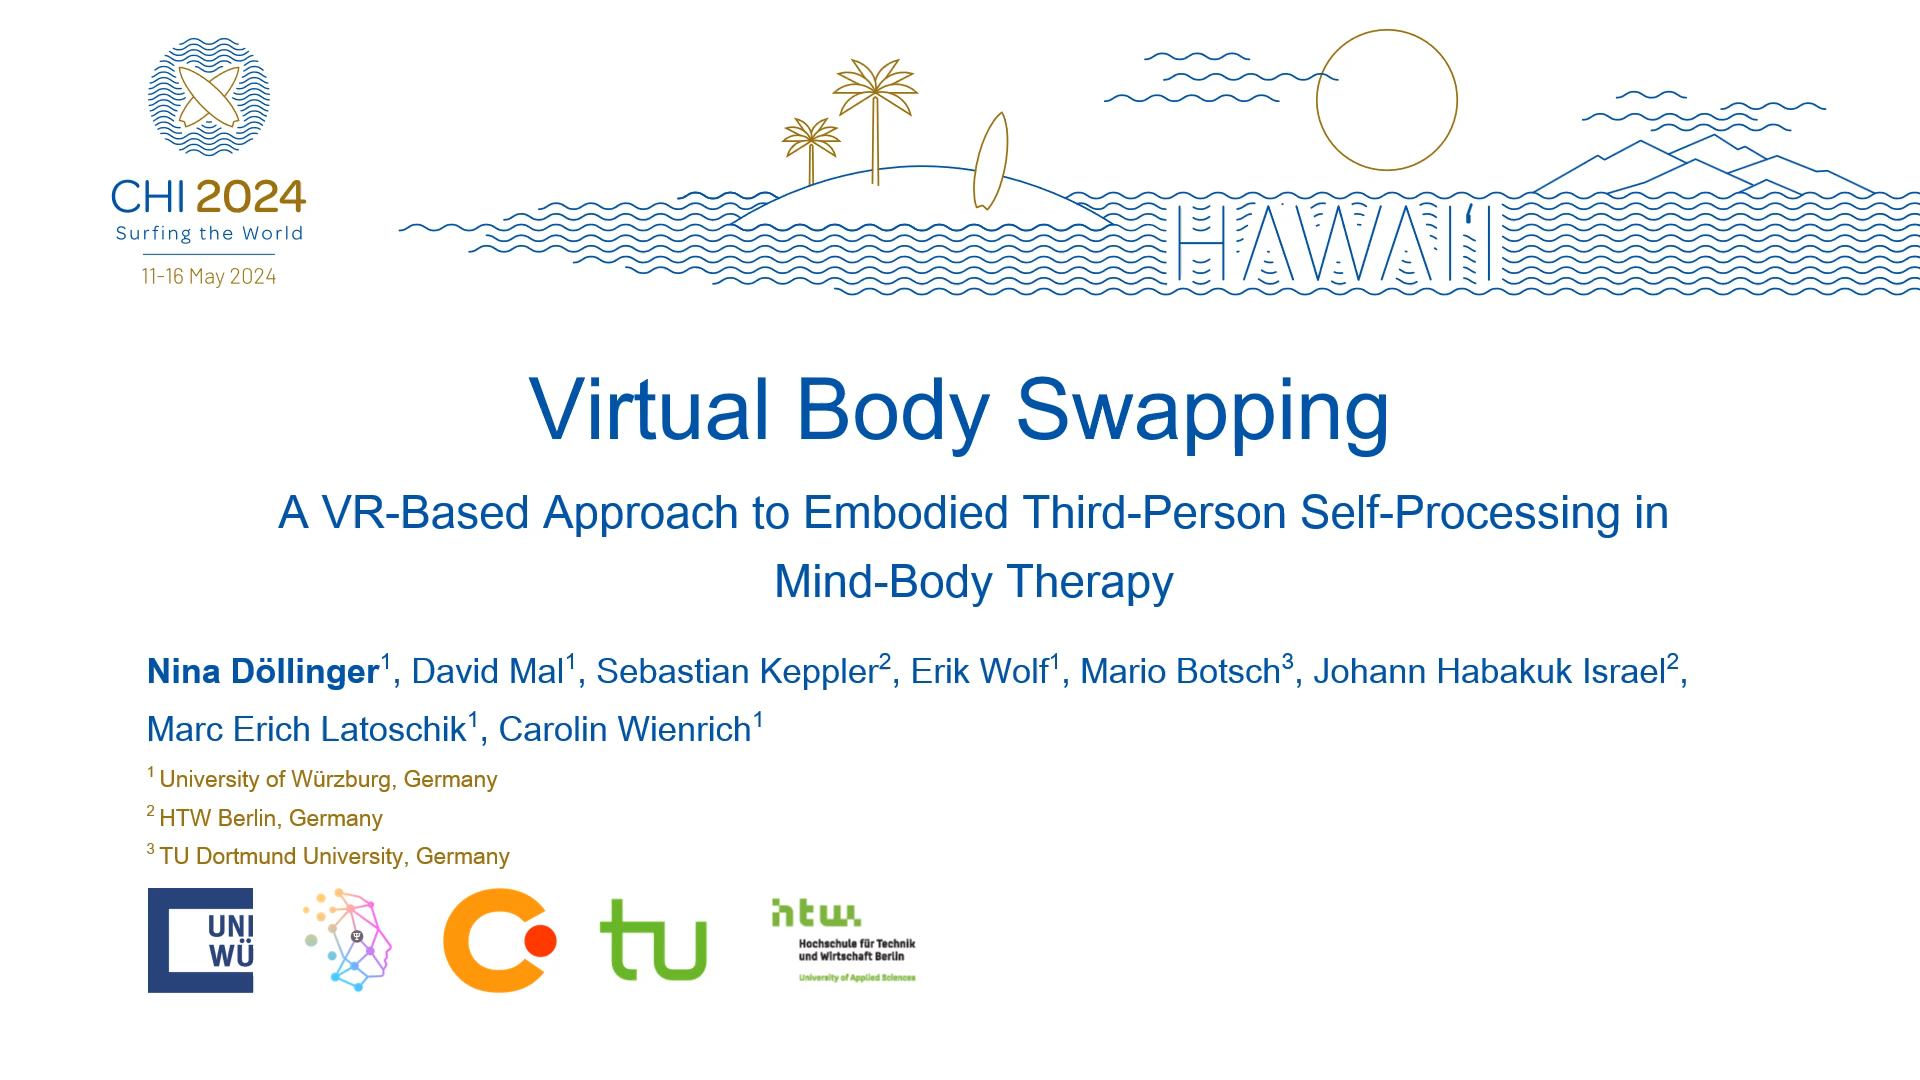 CHI 2024
Surfing the World
11-16 May 2024
HAWAIʻI
Virtual Body Swapping
A VR-Based Approach to Embodied Third-Person Self-Processing in
Mind-Body Therapy
Nina Döllinger¹, David Mal¹, Sebastian Keppler², Erik Wolf¹, Mario Botsch³, Johann Habakuk Israel²,
Marc Erich Latoschik¹, Carolin Wienrich¹
¹ University of Würzburg, Germany
² HTW Berlin, Germany
³ TU Dortmund University, Germany
UNI
WÜ
Ψ
tu
htw.
Hochschule für Technik
und Wirtschaft Berlin
University of Applied Sciences